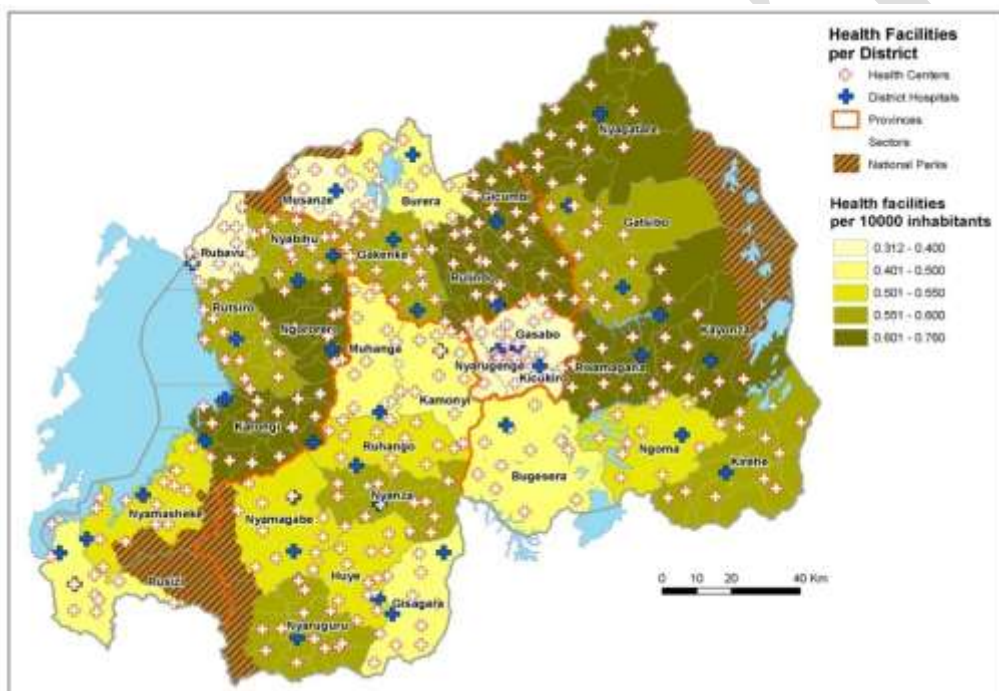 Health Facilities
per District
Health Centers
District Hospitals
Provinces
Sectors
National Parks
Health facilities
per 10000 inhabitants
0.312 - 0.400
0.401 - 0.500
0.501 - 0.550
0.551 - 0.600
0.601 - 0.760
Nyagatare
Musanze
Burera
Gicumbi
Gatsibo
Rubavu
Nyabihu
Gakenke
Rulindo
Rutsiro
Ngororero
Gasabo
Kayonza
Muhanga
Nyarugenge
Rwamagana
Kicukiro
Kamonyi
Karongi
Ruhango
Ngoma
Bugesera
Kirehe
Nyanza
Nyamasheke
Nyamagabe
Rusizi
Huye
Gisagara
Nyaruguru
0 10 20 40 Km